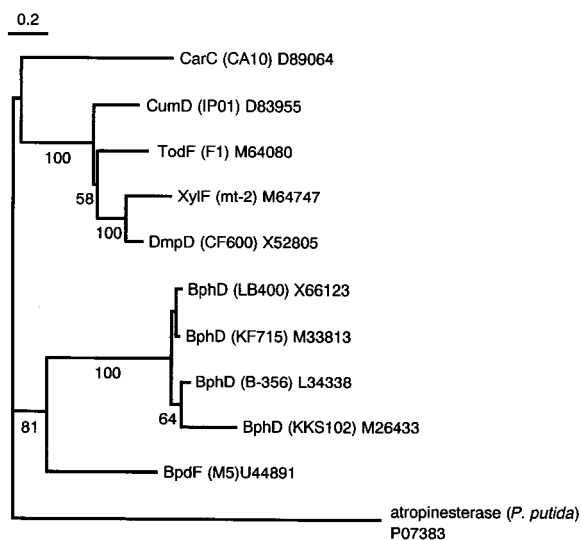 0.2
CarC (CA10) D89064
CumD (IP01) D83955
100
TodF (F1) M64080
58
XylF (mt-2) M64747
100
DmpD (CF600) X52805
BphD (LB400) X66123
BphD (KF715) M33813
100
BphD (B-356) L34338
64
BphD (KKS102) M26433
81
BpdF (M5)U44891
atropinesterase (P. putida)
P07383